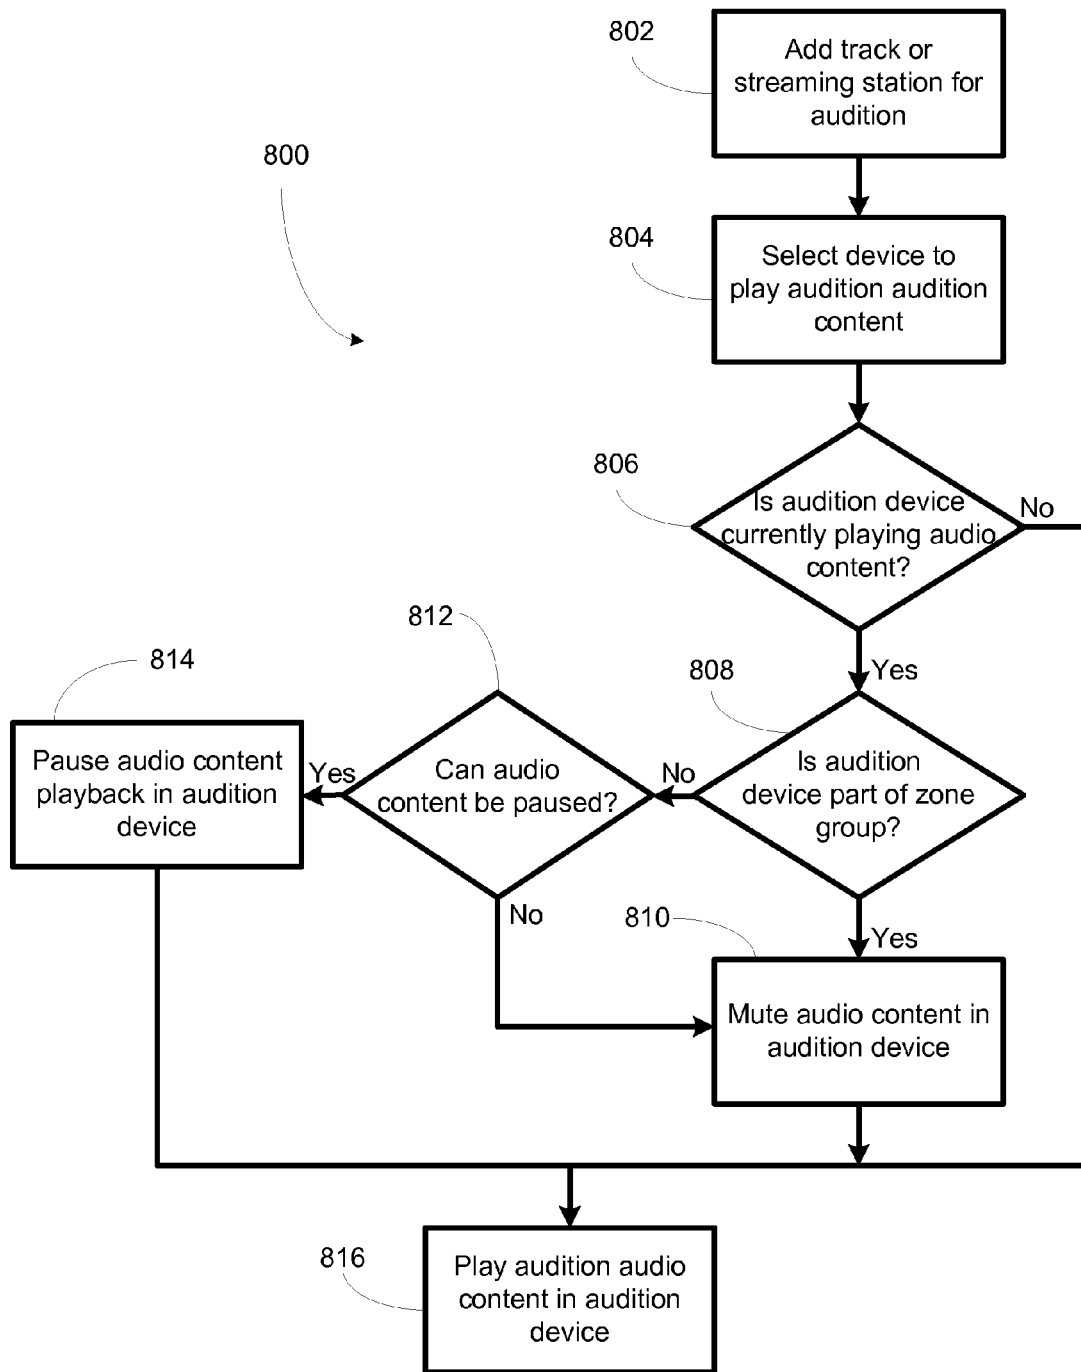 802
Add track or
streaming station for
audition
800
804
Select device to
play audition audition
content
806
Is audition device
currently playing audio
content?
No
Yes
808
Is audition
device part of zone
group?
No
Yes
812
Can audio
content be paused?
Yes
No
814
Pause audio content
playback in audition
device
810
Mute audio content in
audition device
816
Play audition audio
content in audition
device